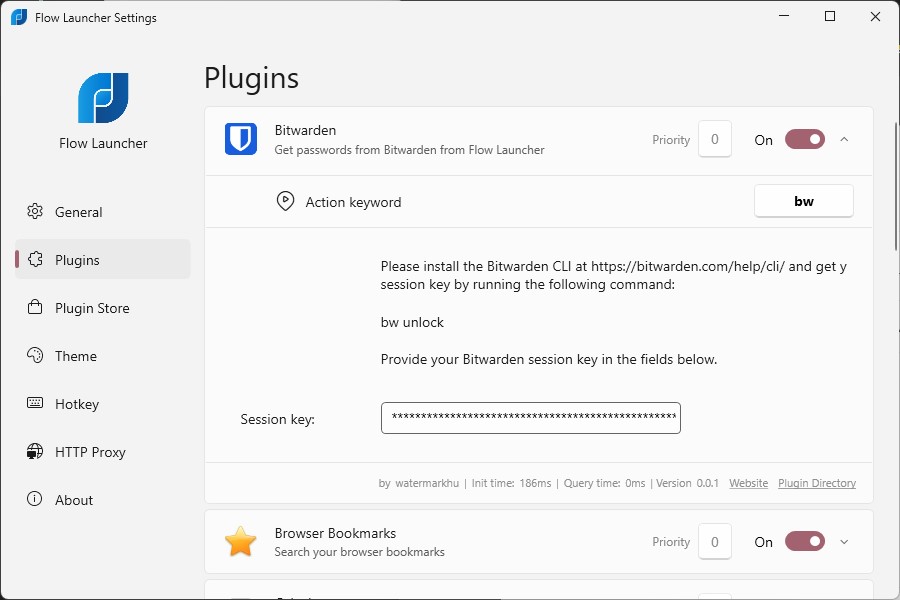 Flow Launcher Settings
Flow Launcher
General
Plugins
Plugin Store
Theme
Hotkey
HTTP Proxy
About
Plugins
Bitwarden
Get passwords from Bitwarden from Flow Launcher
Priority 0 On
Action keyword bw
Please install the Bitwarden CLI at https://bitwarden.com/help/cli/ and get y
session key by running the following command:
bw unlock
Provide your Bitwarden session key in the fields below.
Session key: **************************************************
by watermarkhu | Init time: 186ms | Query time: 0ms | Version 0.0.1 Website Plugin Directory
Browser Bookmarks
Search your browser bookmarks
Priority 0 On